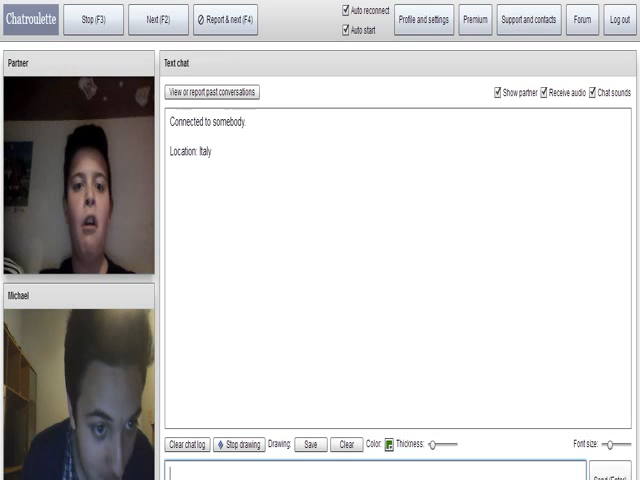 Chatroulette
Stop (F3)
Next (F2)
Report & next (F4)
Auto reconnect
Auto start
Profile and settings
Premium
Support and contacts
Forum
Log out
Partner
Text chat
View or report past conversations
Show partner
Receive audio
Chat sounds
Connected to somebody.
Location: Italy
Michael
Clear chat log
Stop drawing
Drawing:
Save
Clear
Color:
Thickness:
Font size:
Send (Enter)